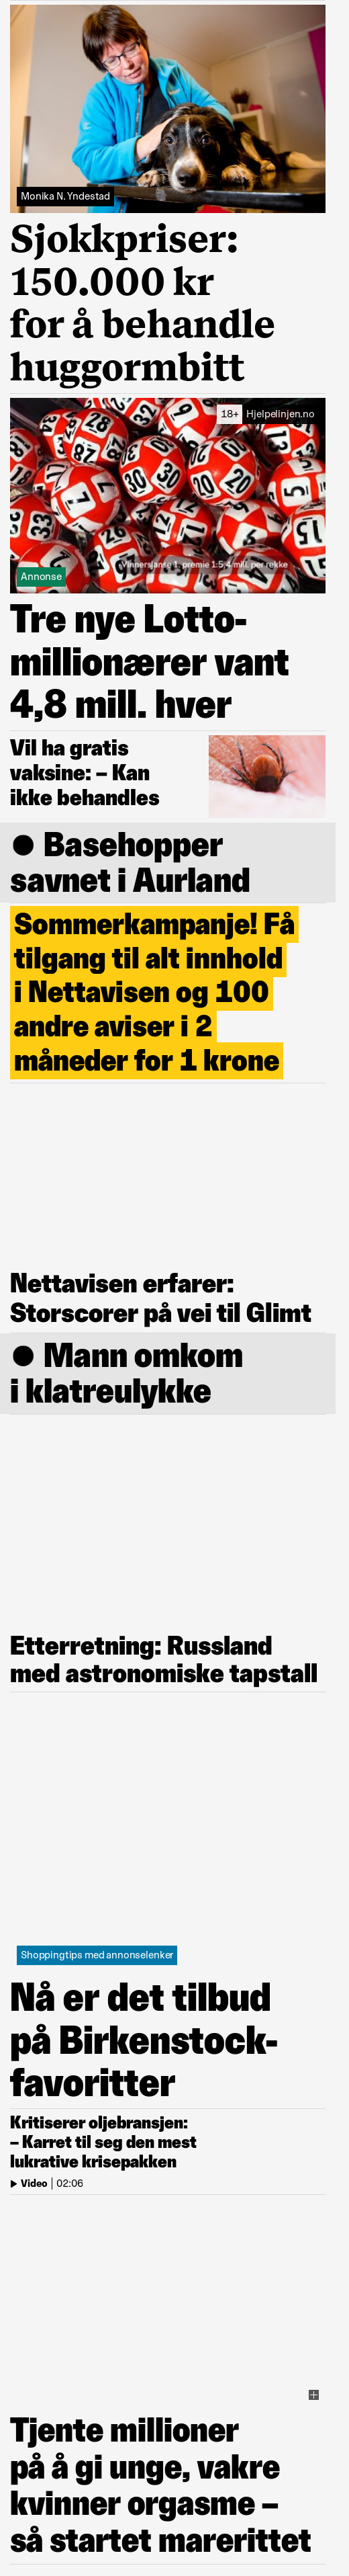 Monika N. Yndestad
Sjokkpriser:
150.000 kr
for å behandle
huggormbitt
18+ Hjelpelinjen.no
Vinnersjanse 1. premie 1:5,4 mill. per rekke
Annonse
Tre nye Lotto-
millionærer vant
4,8 mill. hver
Vil ha gratis
vaksine: – Kan
ikke behandles
● Basehopper
savnet i Aurland
Sommerkampanje! Få
tilgang til alt innhold
i Nettavisen og 100
andre aviser i 2
måneder for 1 krone
Nettavisen erfarer:
Storscorer på vei til Glimt
● Mann omkom
i klatreulykke
Etterretning: Russland
med astronomiske tapstall
Shoppingtips med annonselenker
Nå er det tilbud
på Birkenstock-
favoritter
Kritiserer oljebransjen:
– Karret til seg den mest
lukrative krisepakken
Video | 02:06
Tjente millioner
på å gi unge, vakre
kvinner orgasme –
så startet marerittet